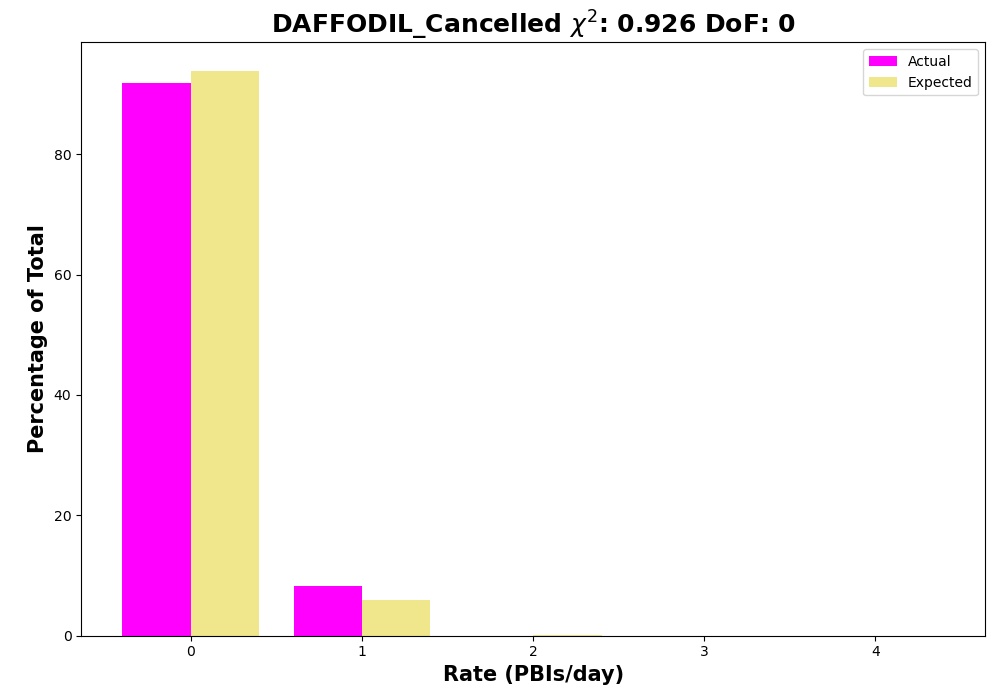 DAFFODIL_Cancelled χ²: 0.926 DoF: 0
Actual
Expected
Percentage of Total
80
60
40
20
0
0 1 2 3 4
Rate (PBIs/day)